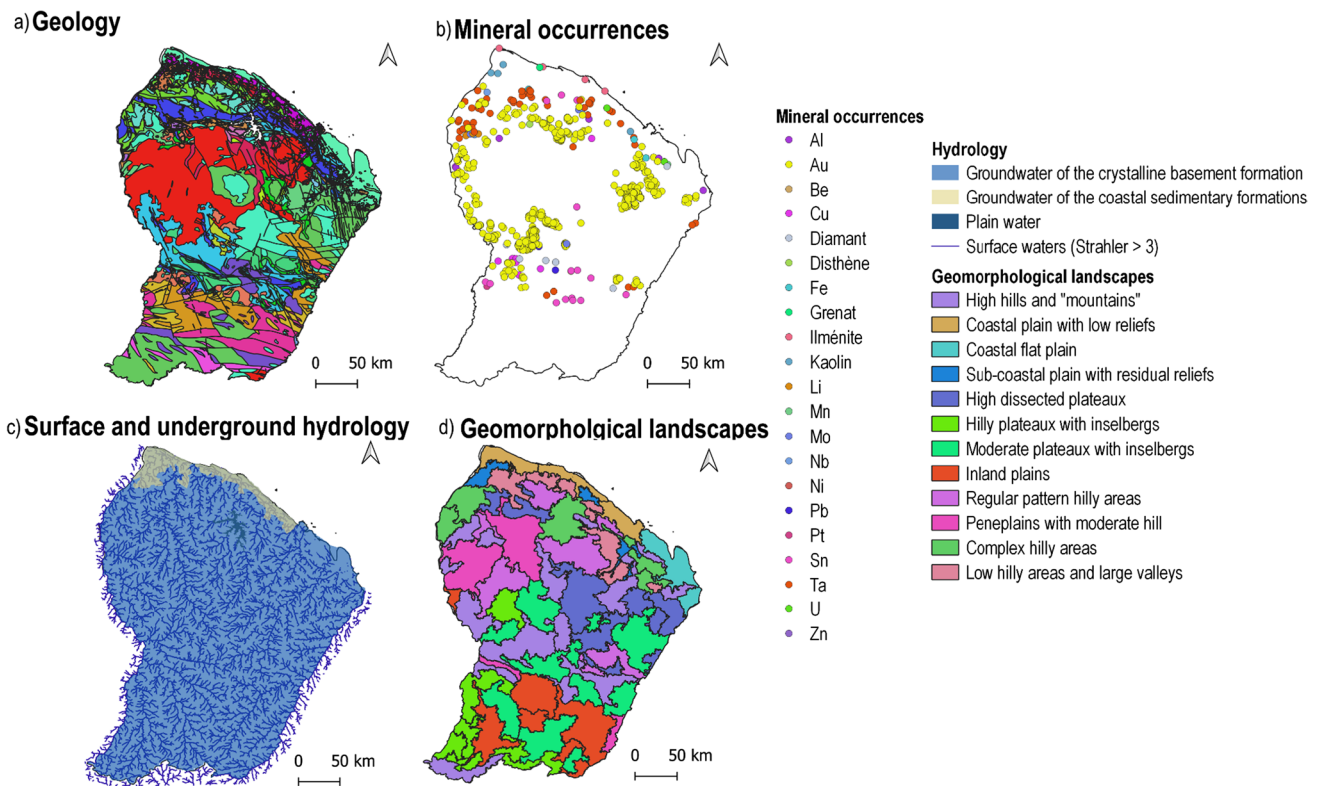 a) Geology
b) Mineral occurrences
0 50 km
0 50 km
c) Surface and underground hydrology
d) Geomorpholgical landscapes
0 50 km
0 50 km
Mineral occurrences
Al
Au
Be
Cu
Diamant
Disthène
Fe
Grenat
Ilménite
Kaolin
Li
Mn
Mo
Nb
Ni
Pb
Pt
Sn
Ta
U
Zn
Hydrology
Groundwater of the crystalline basement formation
Groundwater of the coastal sedimentary formations
Plain water
Surface waters (Strahler > 3)
Geomorphological landscapes
High hills and "mountains"
Coastal plain with low reliefs
Coastal flat plain
Sub-coastal plain with residual reliefs
High dissected plateaux
Hilly plateaux with inselbergs
Moderate plateaux with inselbergs
Inland plains
Regular pattern hilly areas
Peneplains with moderate hill
Complex hilly areas
Low hilly areas and large valleys